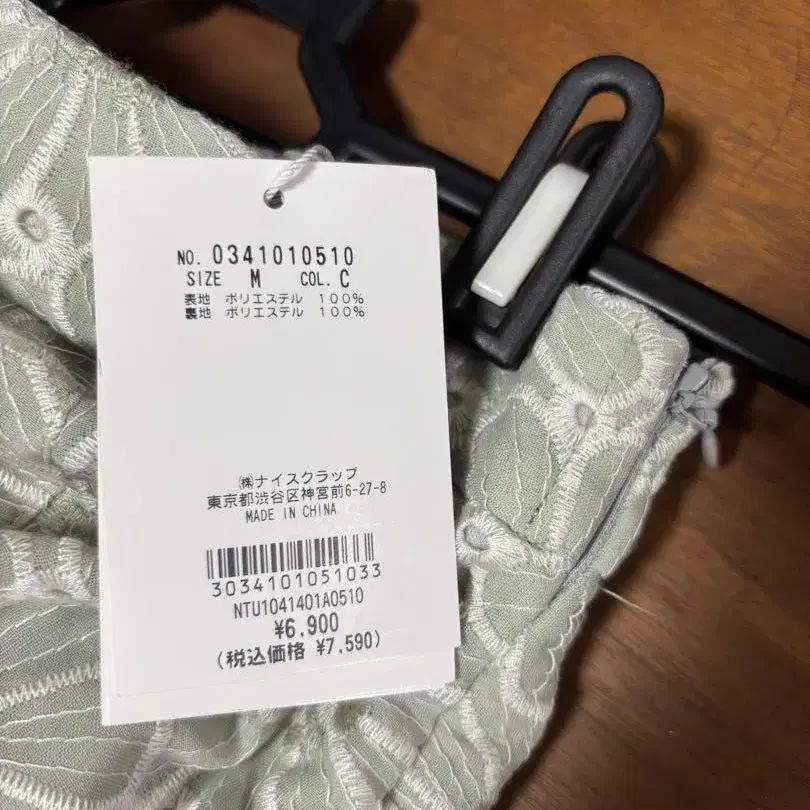 NO. 0341010510
SIZE M COL. C
表地 ポリエステル 100%
裏地 ポリエステル 100%
㈱ナイスクラップ
東京都渋谷区神宮前6-27-8
MADE IN CHINA
3034101051033
NTU1041401A0510
¥6,900
(税込価格 ¥7,590)